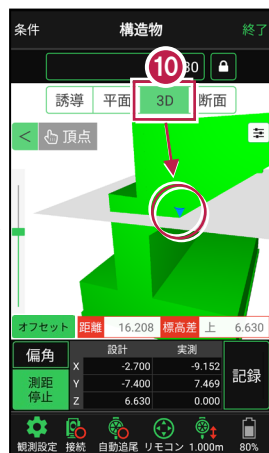 条件 構造物 終了
10 80
誘導 平面 3D 断面
< 頂点
オフセット 距離 16.208 標高差 上 6.630
偏角 設計 実測
X -2.700 -9.152
測距停止 Y -7.400 7.469 記録
Z 6.630 0.000
観測設定 接続 自動追尾 リモコン 1.000m 80%